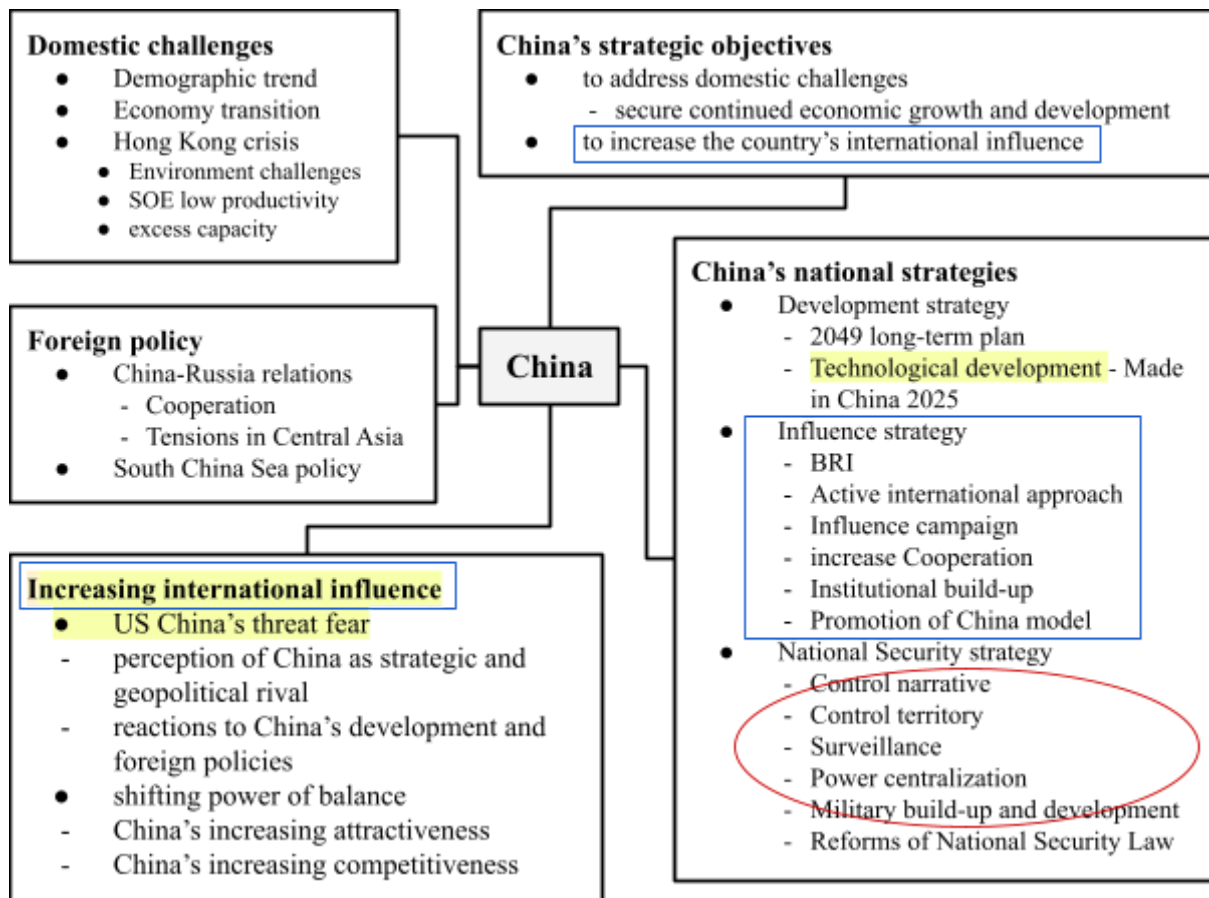 Domestic challenges
● Demographic trend
● Economy transition
● Hong Kong crisis
● Environment challenges
● SOE low productivity
● excess capacity
China's strategic objectives
● to address domestic challenges
- secure continued economic growth and development
● to increase the country's international influence
Foreign policy
● China-Russia relations
- Cooperation
- Tensions in Central Asia
● South China Sea policy
China
China's national strategies
● Development strategy
- 2049 long-term plan
- Technological development - Made
in China 2025
● Influence strategy
- BRI
- Active international approach
- Influence campaign
- increase Cooperation
- Institutional build-up
- Promotion of China model
● National Security strategy
- Control narrative
- Control territory
- Surveillance
- Power centralization
- Military build-up and development
- Reforms of National Security Law
Increasing international influence
● US China's threat fear
- perception of China as strategic and
geopolitical rival
- reactions to China's development and
foreign policies
● shifting power of balance
- China's increasing attractiveness
- China's increasing competitiveness